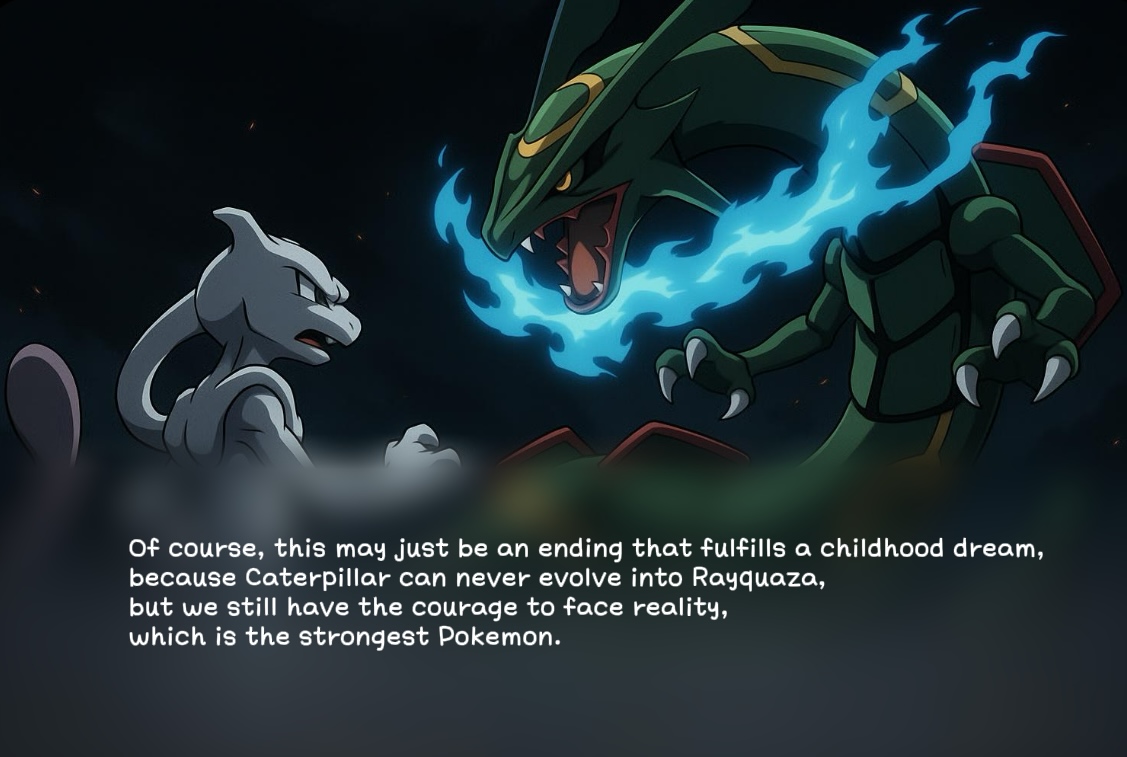 Of course, this may just be an ending that fulfills a childhood dream,
because Caterpillar can never evolve into Rayquaza,
but we still have the courage to face reality,
which is the strongest Pokemon.